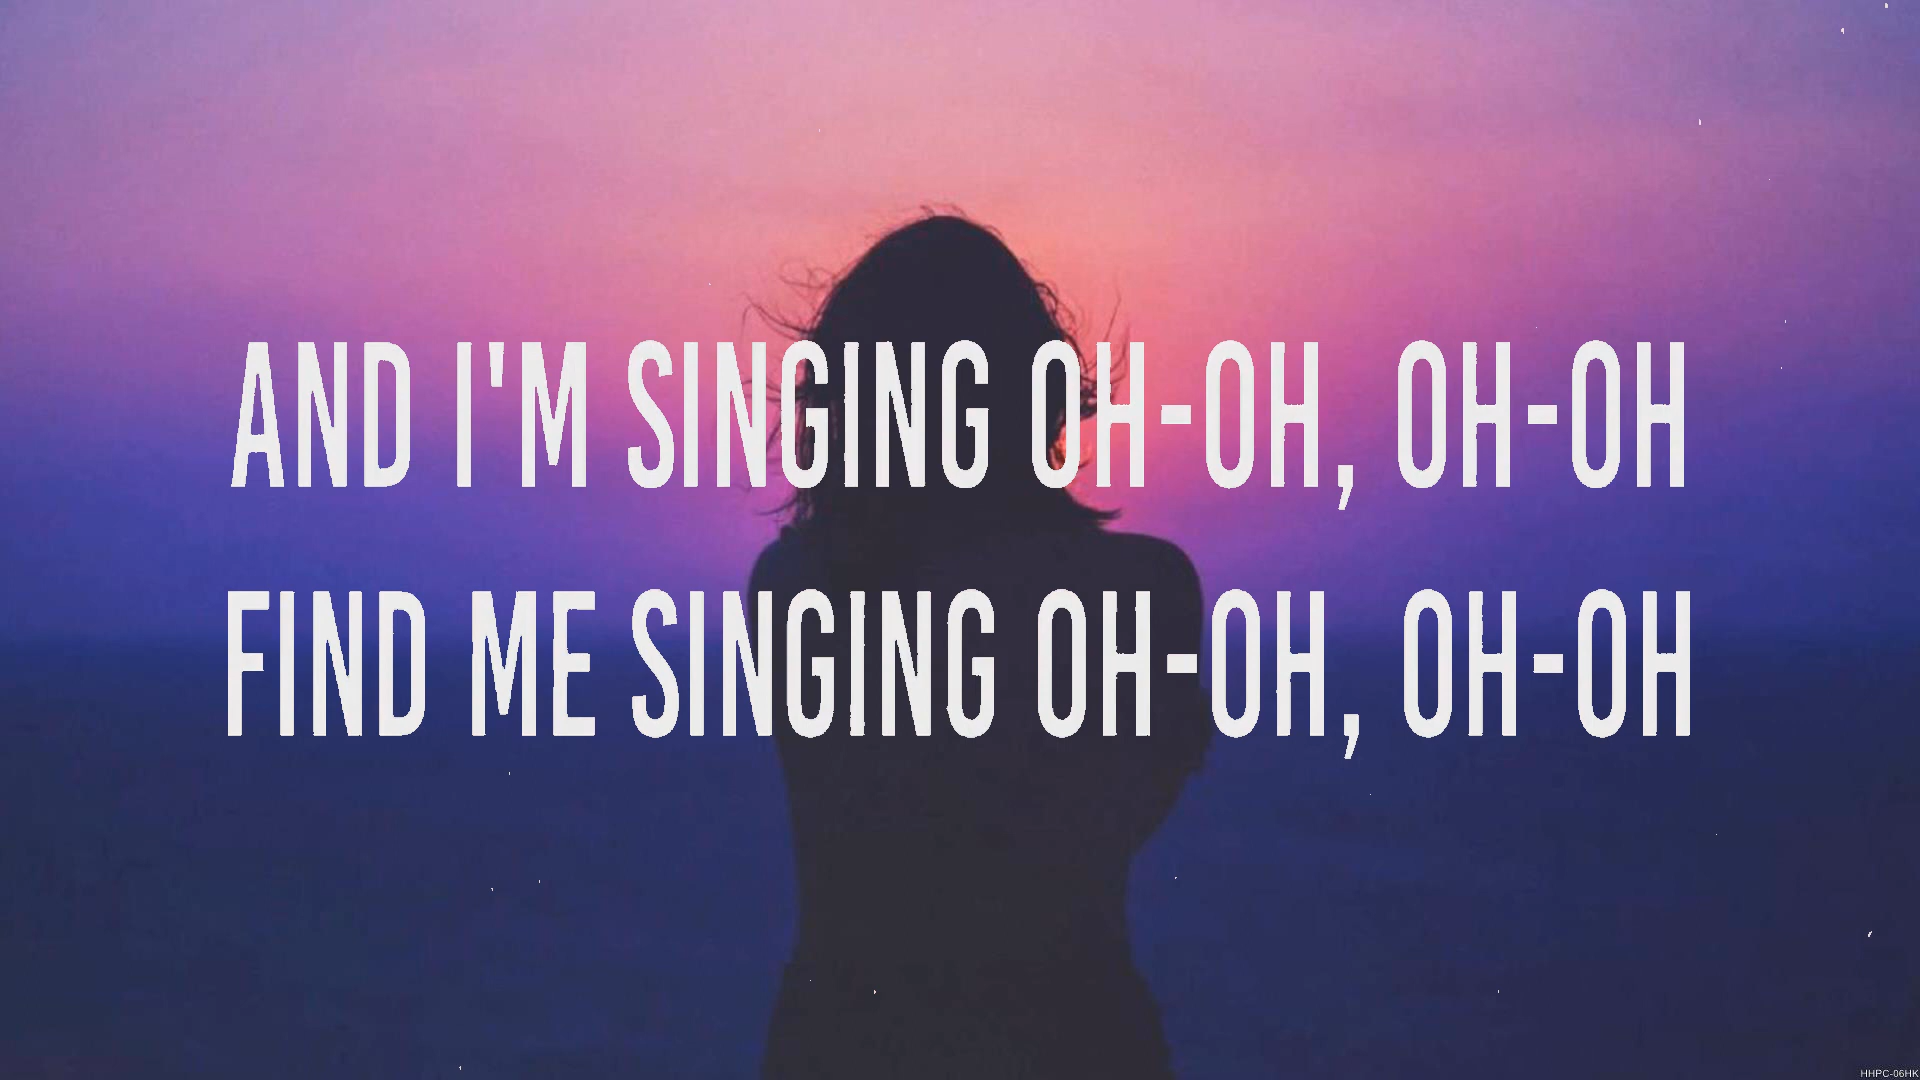 AND I'M SINGING OH-OH, OH-OH
FIND ME SINGING OH-OH, OH-OH
HHPC-06HK